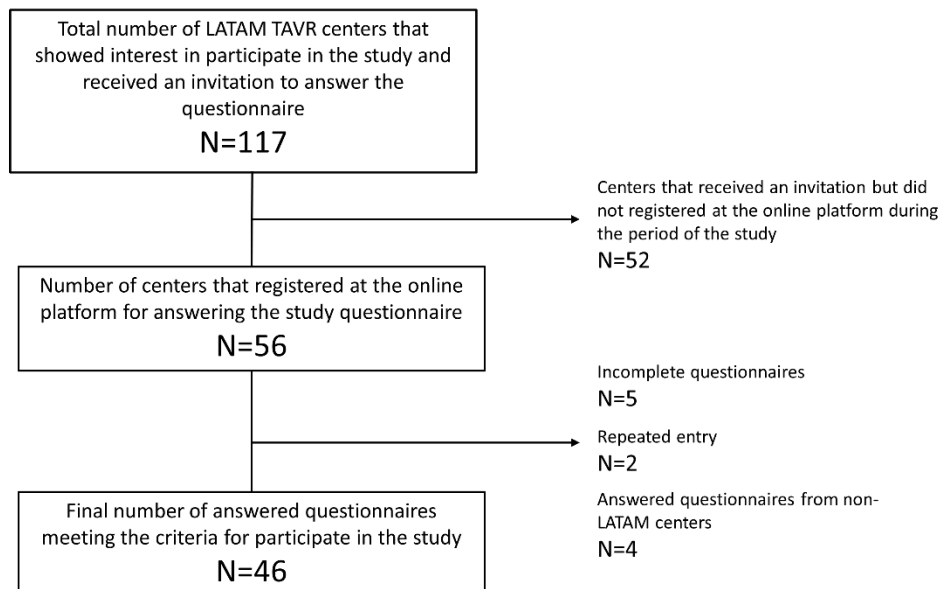 Total number of LATAM TAVR centers that
showed interest in participate in the study and
received an invitation to answer the
questionnaire
N=117
Centers that received an invitation but did
not registered at the online platform during
the period of the study
N=52
Number of centers that registered at the online
platform for answering the study questionnaire
N=56
Incomplete questionnaires
N=5
Repeated entry
N=2
Answered questionnaires from non-
LATAM centers
N=4
Final number of answered questionnaires
meeting the criteria for participate in the study
N=46